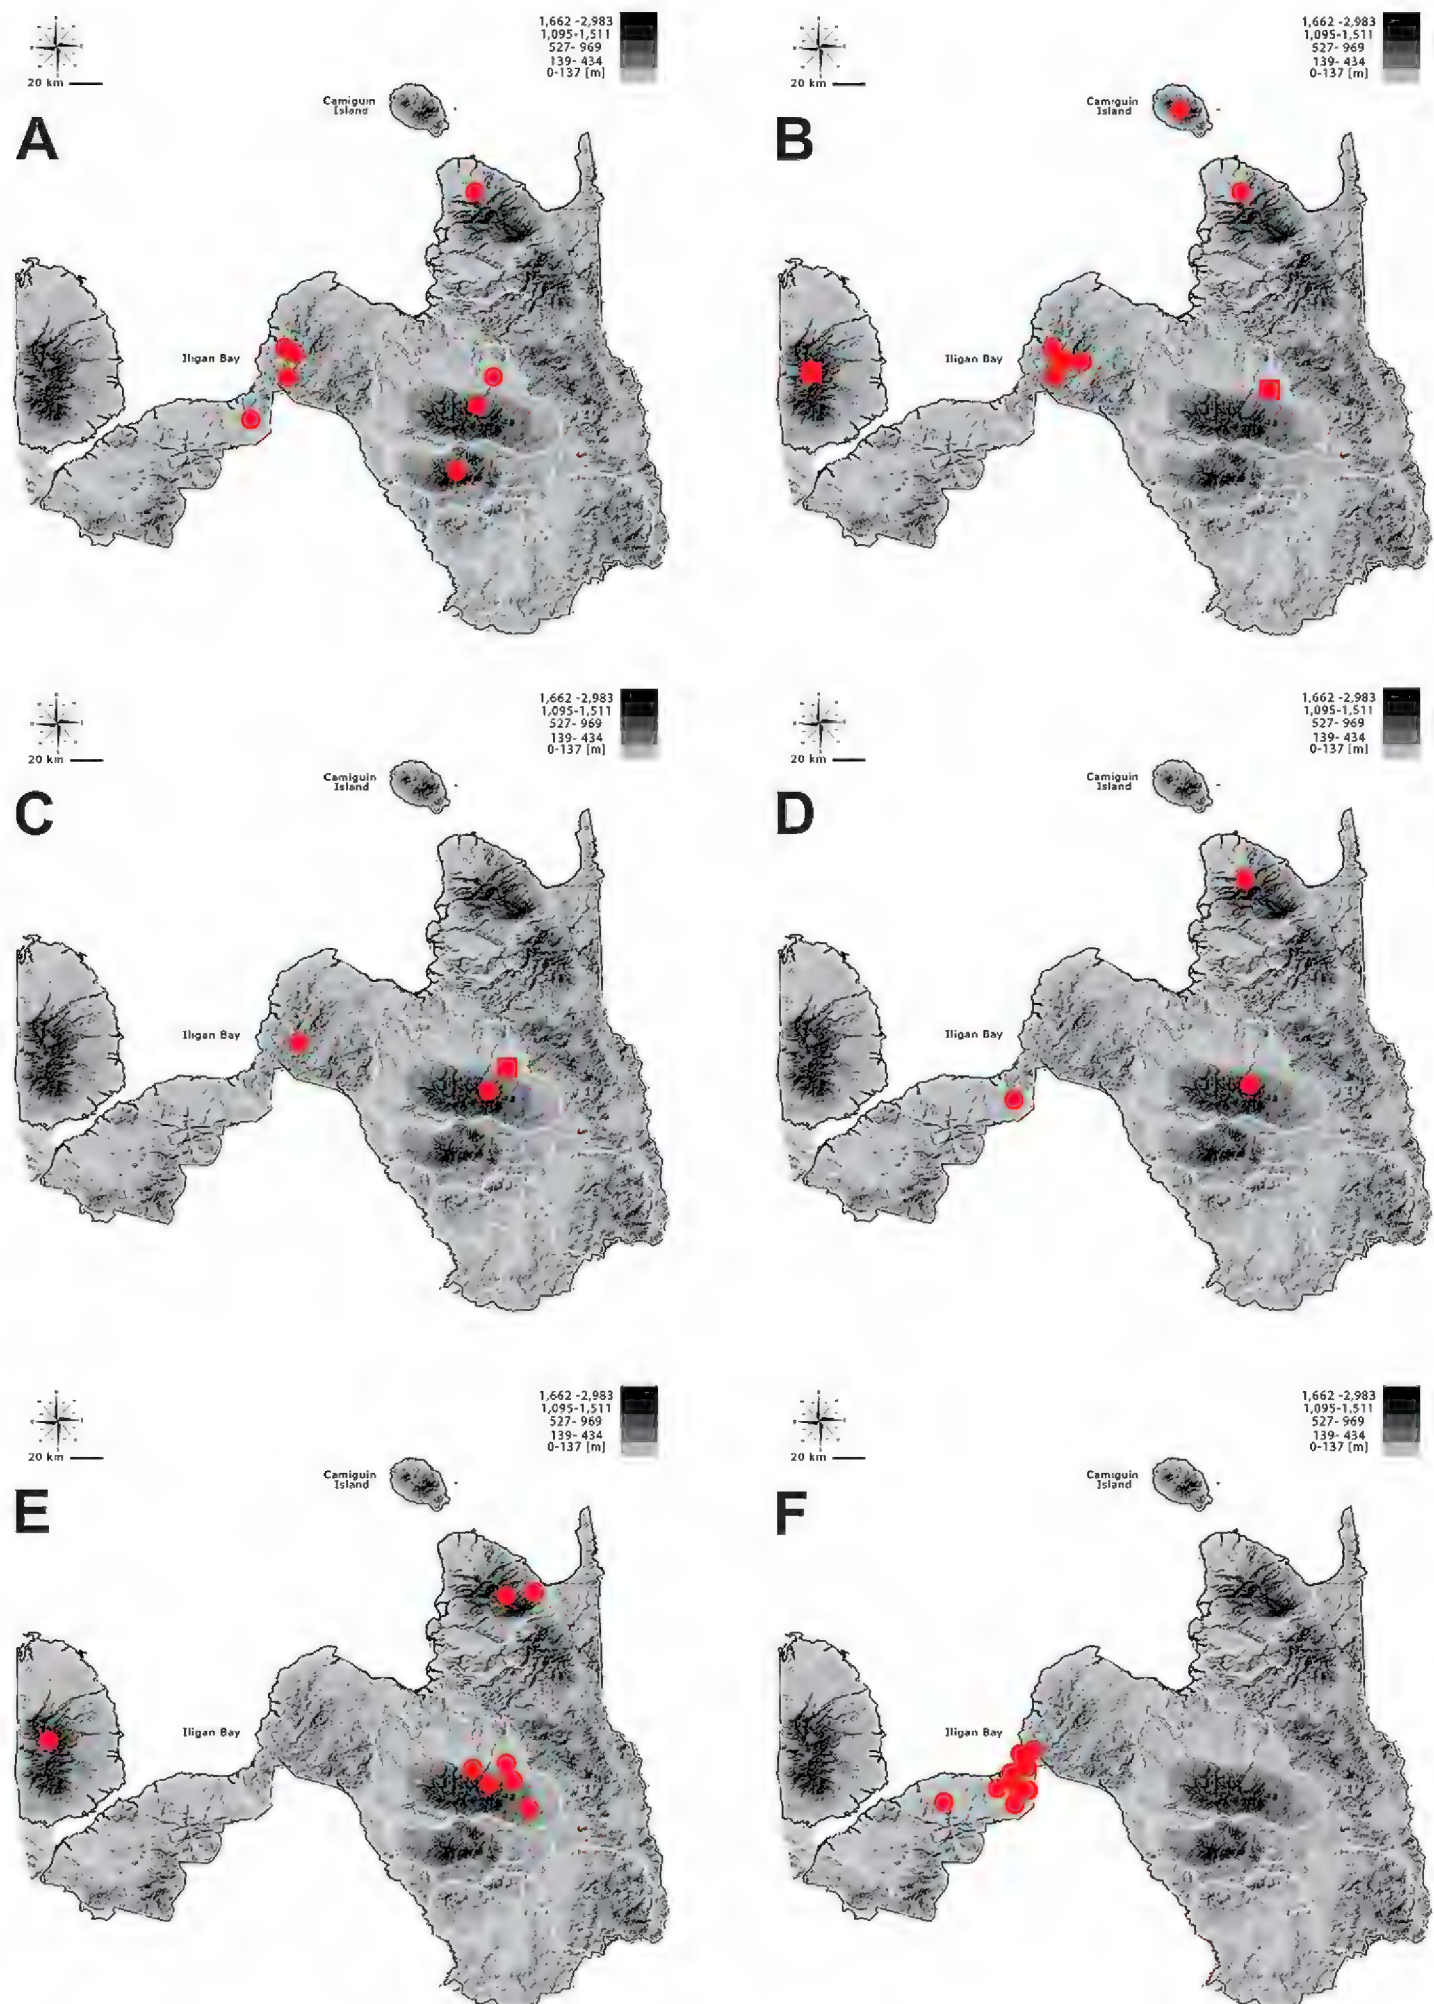 1,662 -2,983
1,095-1,511
527- 969
139- 434
0-137 [m]
20 km
Camiguin
Island
A
Iligan Bay
1,662 -2,983
1,095-1,511
527- 969
139- 434
0-137 [m]
20 km
Camiguin
Island
B
Iligan Bay
1,662 -2,983
1,095-1,511
527- 969
139- 434
0-137 [m]
20 km
Camiguin
Island
C
Iligan Bay
1,662 -2,983
1,095-1,511
527- 969
139- 434
0-137 [m]
20 km
Camiguin
Island
D
Iligan Bay
1,662 -2,983
1,095-1,511
527- 969
139- 434
0-137 [m]
20 km
Camiguin
Island
E
Iligan Bay
1,662 -2,983
1,095-1,511
527- 969
139- 434
0-137 [m]
20 km
Camiguin
Island
F
Iligan Bay